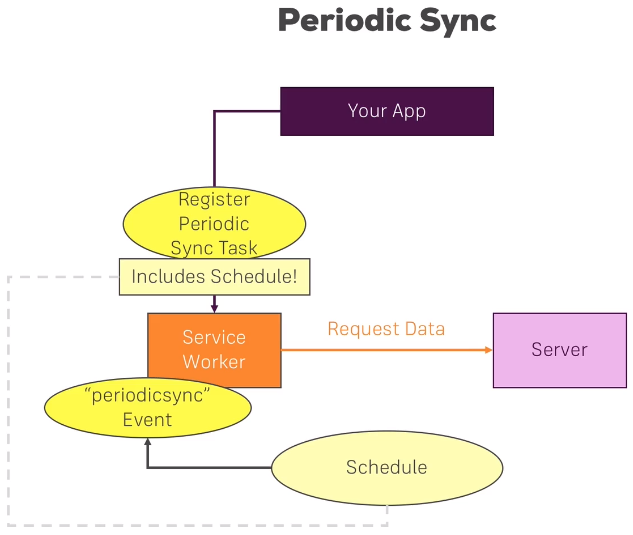 Periodic Sync
Your App
Register
Periodic
Sync Task
Includes Schedule!
Service
Worker
Request Data
Server
“periodicsync”
Event
Schedule